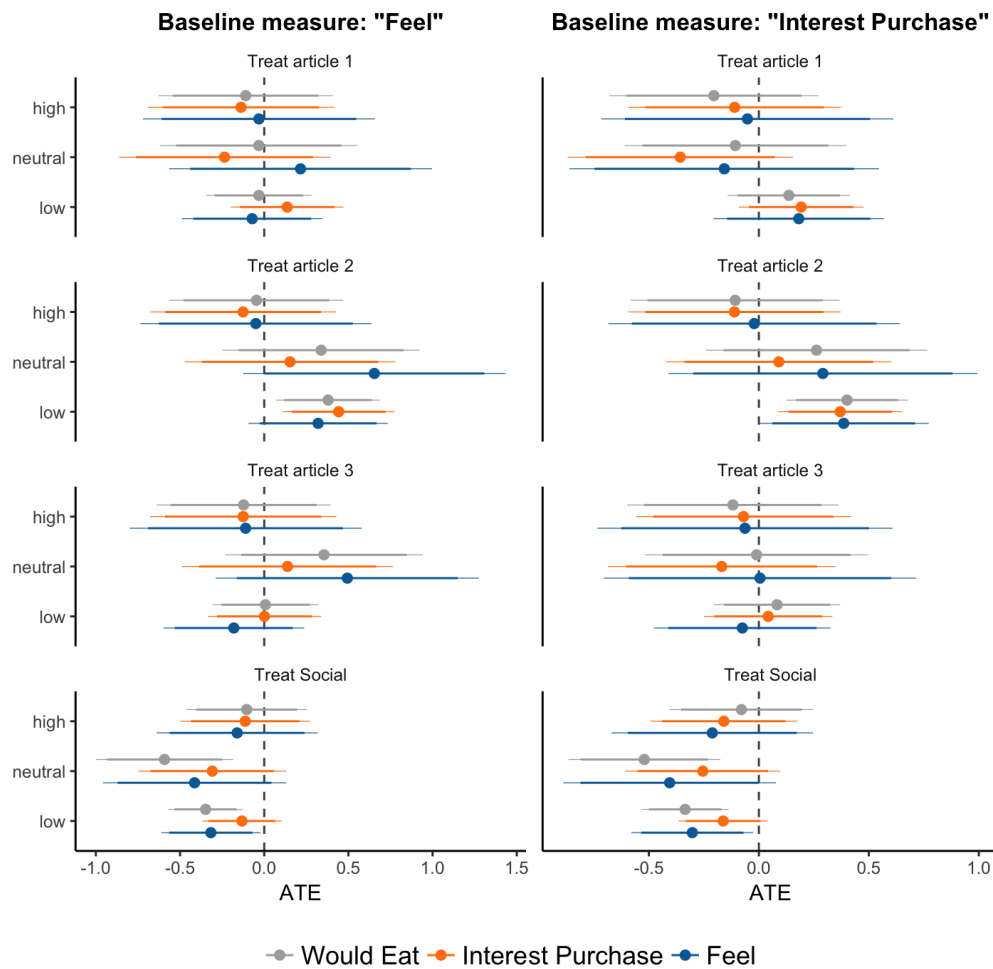 Baseline measure: "Feel"
Baseline measure: "Interest Purchase"
Treat article 1
Treat article 1
high
neutral
low
Treat article 2
Treat article 2
high
neutral
low
Treat article 3
Treat article 3
high
neutral
low
Treat Social
Treat Social
high
neutral
low
-1.0 -0.5 0.0 0.5 1.0 1.5
-0.5 0.0 0.5 1.0
ATE
ATE
Would Eat Interest Purchase Feel